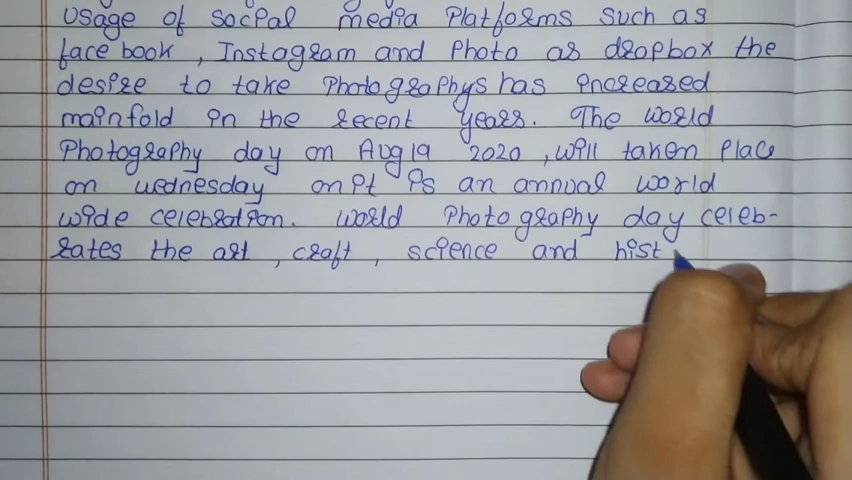 Usage of social media platforms such as
face book , Instagram and Photo as dropbox the
desire to take photographys has increased
mainfold in the recent years. The world
Photography day on Aug 19 2020 , will taken place
on wednesday on it is an annual world
wide celebration. World Photography day celeb-
rates the art , craft , science and hist